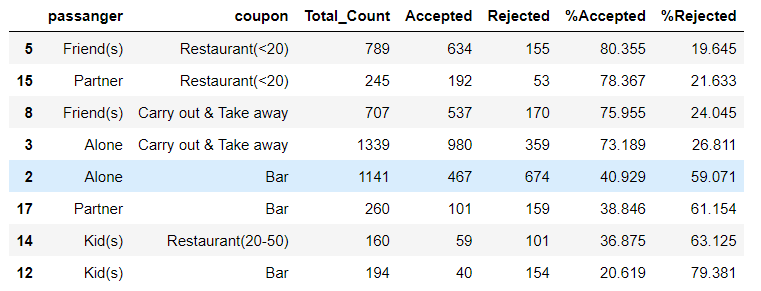 passanger coupon Total_Count Accepted Rejected %Accepted %Rejected
5 Friend(s) Restaurant(<20) 789 634 155 80.355 19.645
15 Partner Restaurant(<20) 245 192 53 78.367 21.633
8 Friend(s) Carry out & Take away 707 537 170 75.955 24.045
3 Alone Carry out & Take away 1339 980 359 73.189 26.811
2 Alone Bar 1141 467 674 40.929 59.071
17 Partner Bar 260 101 159 38.846 61.154
14 Kid(s) Restaurant(20-50) 160 59 101 36.875 63.125
12 Kid(s) Bar 194 40 154 20.619 79.381